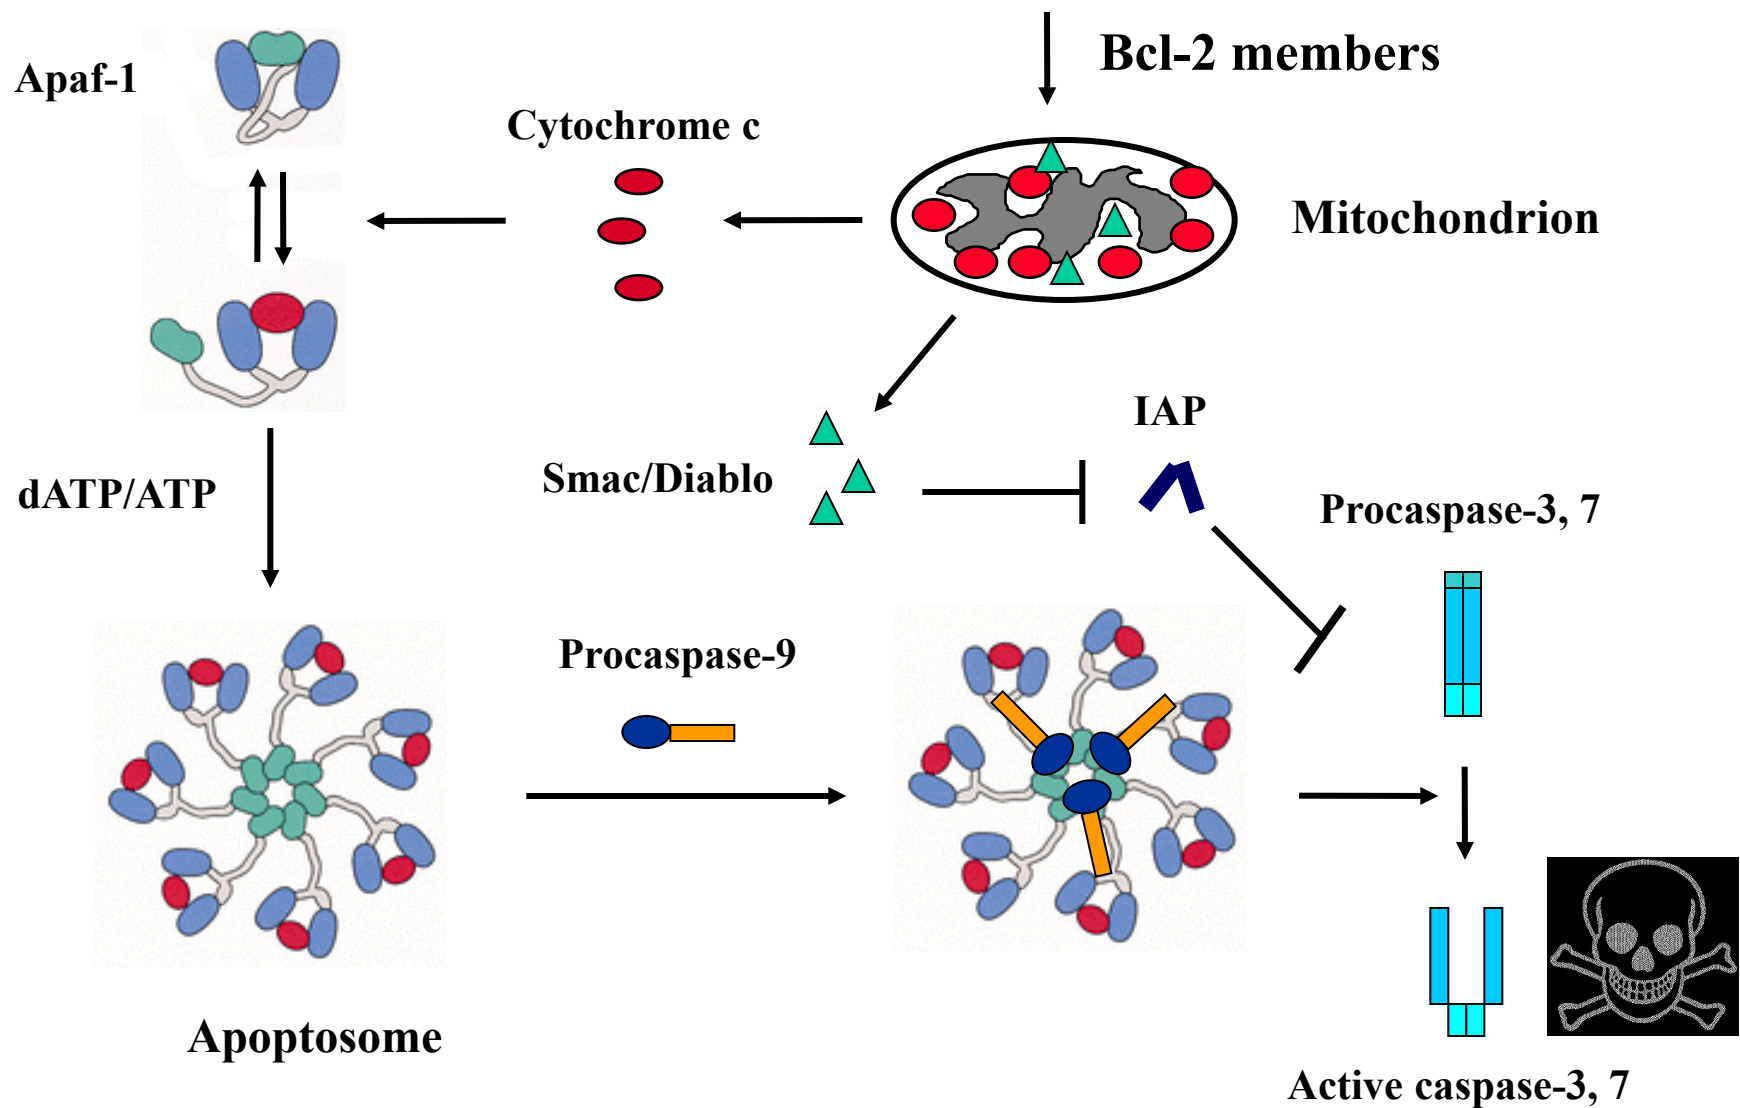 Bcl-2 members
Apaf-1
Cytochrome c
Mitochondrion
IAP
Smac/Diablo
dATP/ATP
Procaspase-3, 7
Procaspase-9
Apoptosome
Active caspase-3, 7